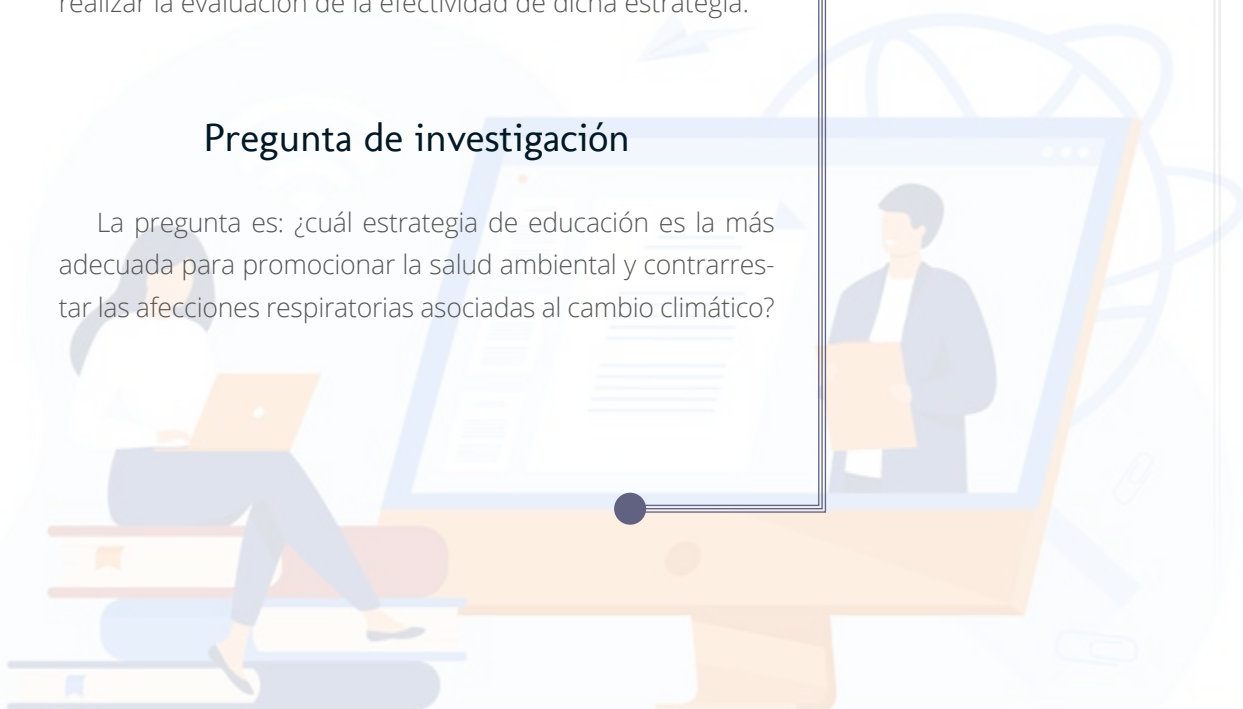 realizar la evaluación de la efectividad de dicha estrategia.
Pregunta de investigación
La pregunta es: ¿cuál estrategia de educación es la más
adecuada para promocionar la salud ambiental y contrarres-
tar las afecciones respiratorias asociadas al cambio climático?